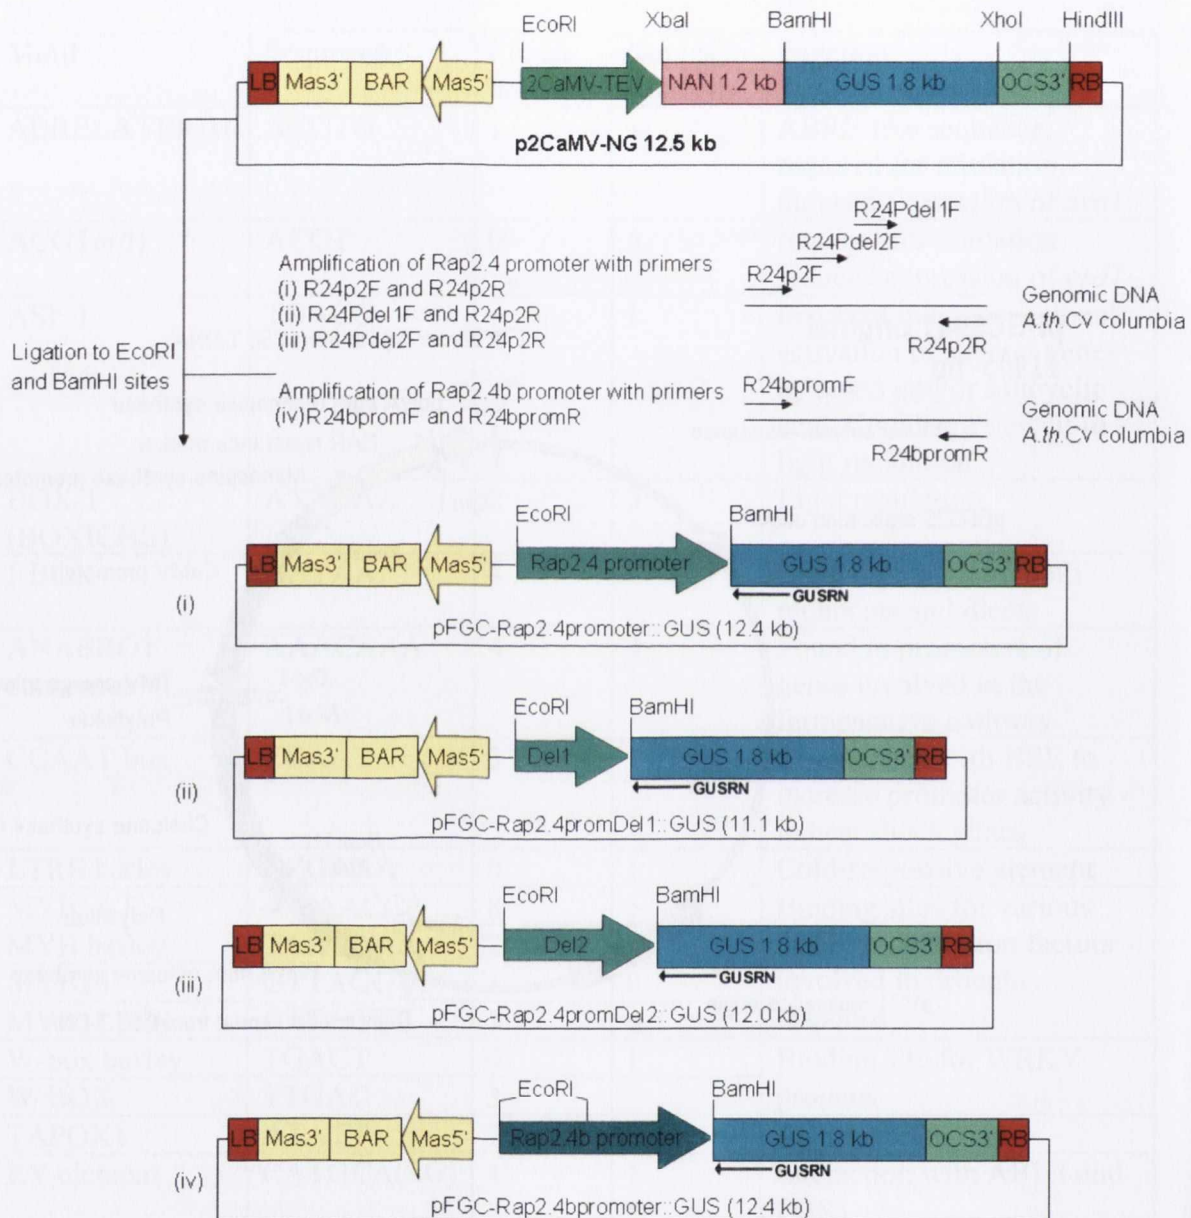 EcoRI XbaI BamHI XhoI HindIII
LB Mas3' BAR Mas5' 2CaMV-TEV NAN 1.2 kb GUS 1.8 kb OCS3' RB
p2CaMV-NG 12.5 kb
R24Pdel1F
R24Pdel2F
Amplification of Rap2.4 promoter with primers
R24p2F
(i) R24p2F and R24p2R
(ii) R24Pdel1F and R24p2R
(iii) R24Pdel2F and R24p2R
Genomic DNA
A.th.Cv columbia
R24p2R
Ligation to EcoRI
and BamHI sites
Amplification of Rap2.4b promoter with primers
(iv)R24bpromF and R24bpromR
R24bpromF
Genomic DNA
A.th.Cv columbia
R24bpromR
EcoRI BamHI
LB Mas3' BAR Mas5' Rap2.4 promoter GUS 1.8 kb OCS3' RB
(i)
GUSRN
pFGC-Rap2.4promoter::GUS (12.4 kb)
EcoRI BamHI
LB Mas3' BAR Mas5' Del1 GUS 1.8 kb OCS3' RB
(ii)
GUSRN
pFGC-Rap2.4promDel1::GUS (11.1 kb)
EcoRI BamHI
LB Mas3' BAR Mas5' Del2 GUS 1.8 kb OCS3' RB
(iii)
GUSRN
pFGC-Rap2.4promDel2::GUS (12.0 kb)
EcoRI BamHI
LB Mas3' BAR Mas5' Rap2.4b promoter GUS 1.8 kb OCS3' RB
(iv)
GUSRN
pFGC-Rap2.4bpromoter::GUS (12.4 kb)